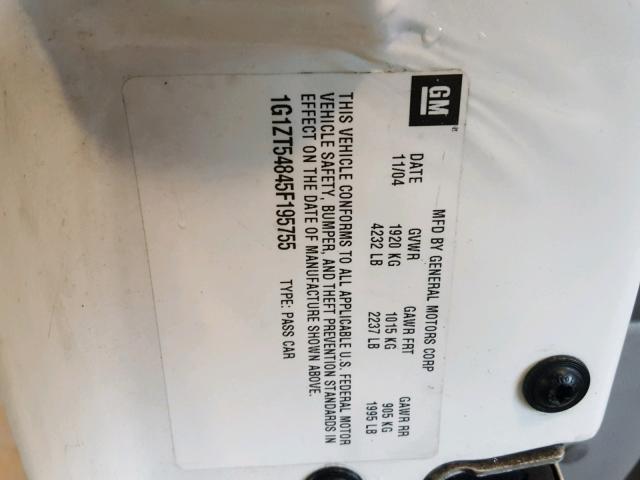 GM
MFD BY GENERAL MOTORS CORP
DATE GVWR GAWR FRT GAWR RR
11/04 1920 KG 1015 KG 905 KG
4232 LB 2237 LB 1995 LB
THIS VEHICLE CONFORMS TO ALL APPLICABLE U.S. FEDERAL MOTOR
VEHICLE SAFETY, BUMPER, AND THEFT PREVENTION STANDARDS IN
EFFECT ON THE DATE OF MANUFACTURE SHOWN ABOVE.
1G1ZT54845F195755 TYPE: PASS CAR